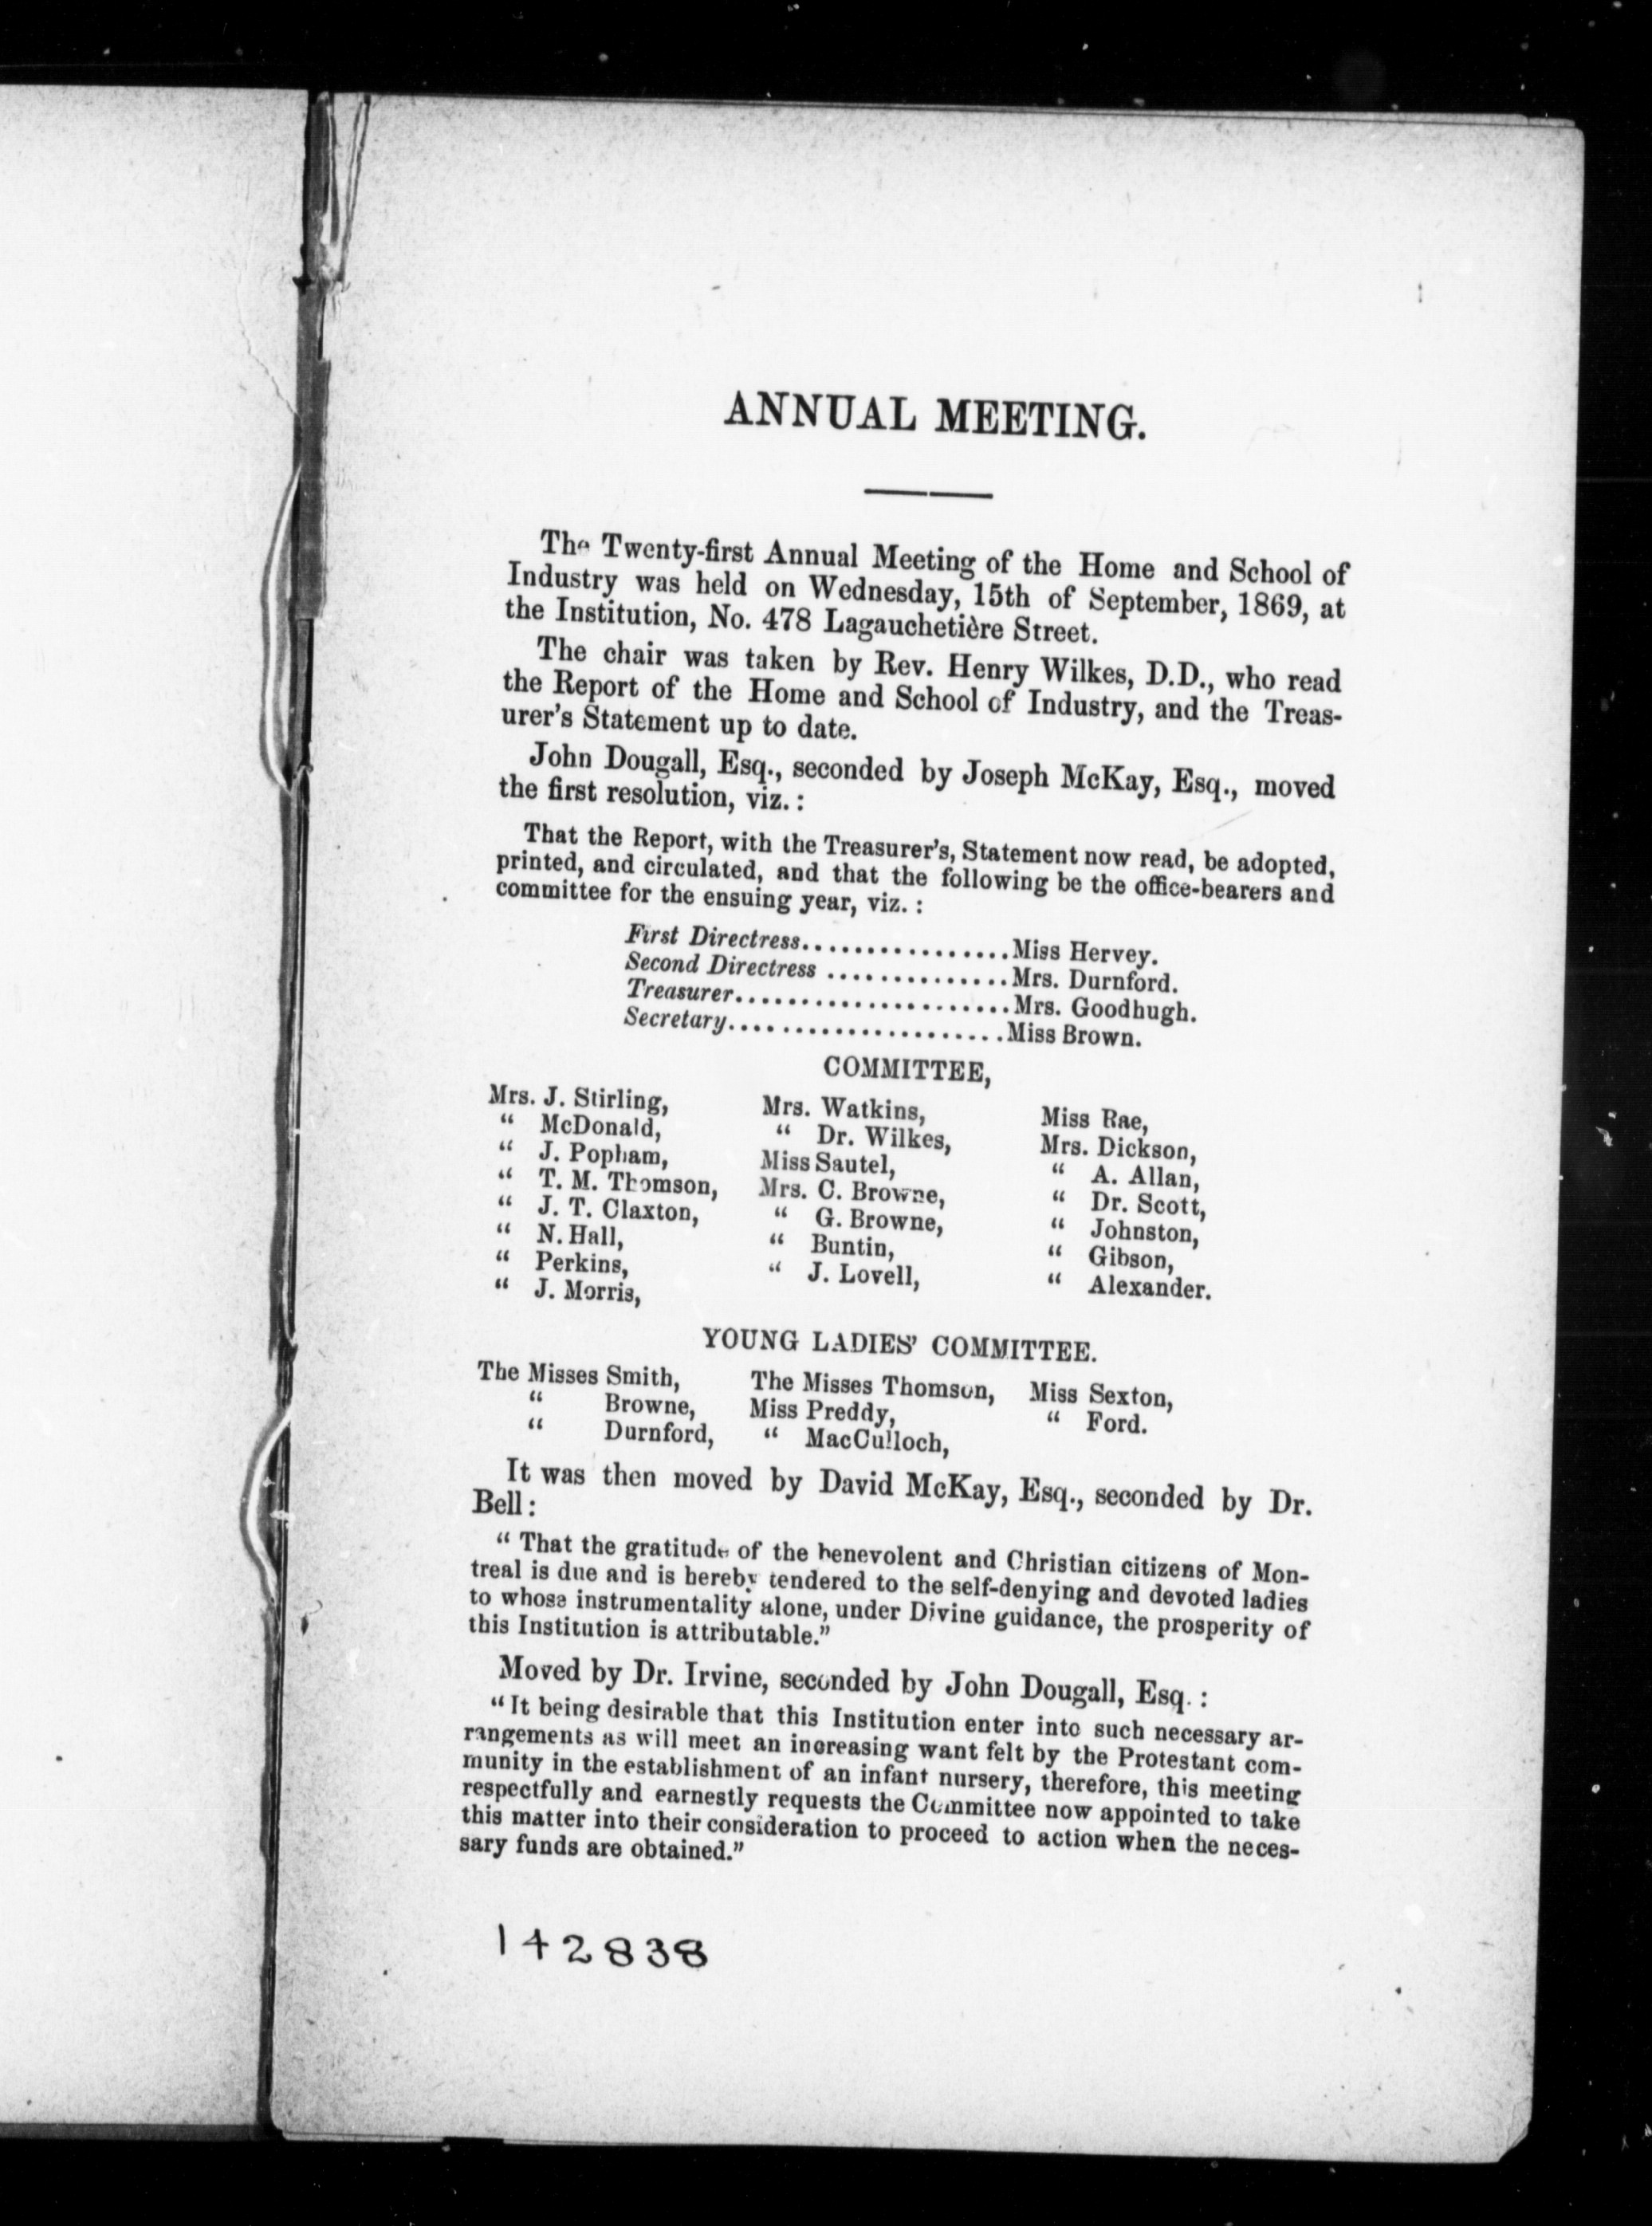 ANNUAL MEETING.
The Twenty-first Annual Meeting of the Home and School of
Industry was held on Wednesday, 15th of September, 1869, at
the Institution, No. 478 Lagauchetière Street.
The chair was taken by Rev. Henry Wilkes, D.D., who read
the Report of the Home and School of Industry, and the Treas-
urer's Statement up to date.
John Dougall, Esq., seconded by Joseph McKay, Esq., moved
the first resolution, viz. :
That the Report, with the Treasurer's, Statement now read, be adopted,
printed, and circulated, and that the following be the office-bearers and
committee for the ensuing year, viz. :
First Directress................Miss Hervey.
Second Directress ..............Mrs. Durnford.
Treasurer.....................Mrs. Goodhugh.
Secretary.....................Miss Brown.
COMMITTEE,
Mrs. J. Stirling, Mrs. Watkins, Miss Rae,
" McDonald, " Dr. Wilkes, Mrs. Dickson,
" J. Popham, Miss Sautel, " A. Allan,
" T. M. Thomson, Mrs. C. Browne, " Dr. Scott,
" J. T. Claxton, " G. Browne, " Johnston,
" N. Hall, " Buntin, " Gibson,
" Perkins, " J. Lovell, " Alexander.
" J. Morris,
YOUNG LADIES' COMMITTEE.
The Misses Smith, The Misses Thomson, Miss Sexton,
" Browne, Miss Preddy, " Ford.
" Durnford, " MacCulloch,
It was then moved by David McKay, Esq., seconded by Dr.
Bell :
" That the gratitude of the benevolent and Christian citizens of Mon-
treal is due and is hereby tendered to the self-denying and devoted ladies
to whose instrumentality alone, under Divine guidance, the prosperity of
this Institution is attributable."
Moved by Dr. Irvine, seconded by John Dougall, Esq. :
" It being desirable that this Institution enter into such necessary ar-
rangements as will meet an increasing want felt by the Protestant com-
munity in the establishment of an infant nursery, therefore, this meeting
respectfully and earnestly requests the Committee now appointed to take
this matter into their consideration to proceed to action when the neces-
sary funds are obtained."
142838